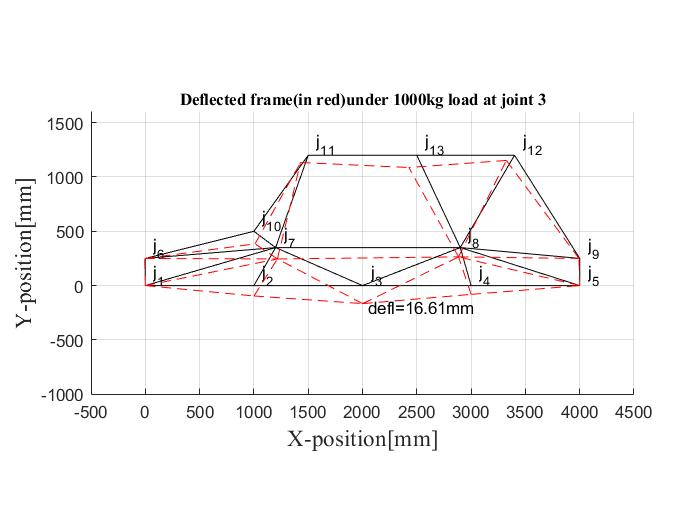 Deflected frame(in red)under 1000kg load at joint 3
1500
j11
j13
j12
1000
500
j10
j7
j8
j6
j9
j1
j2
j3
j4
j5
0
defl=16.61mm
-500
-1000
-500
0
500
1000
1500
2000
2500
3000
3500
4000
4500
Y-position[mm]
X-position[mm]